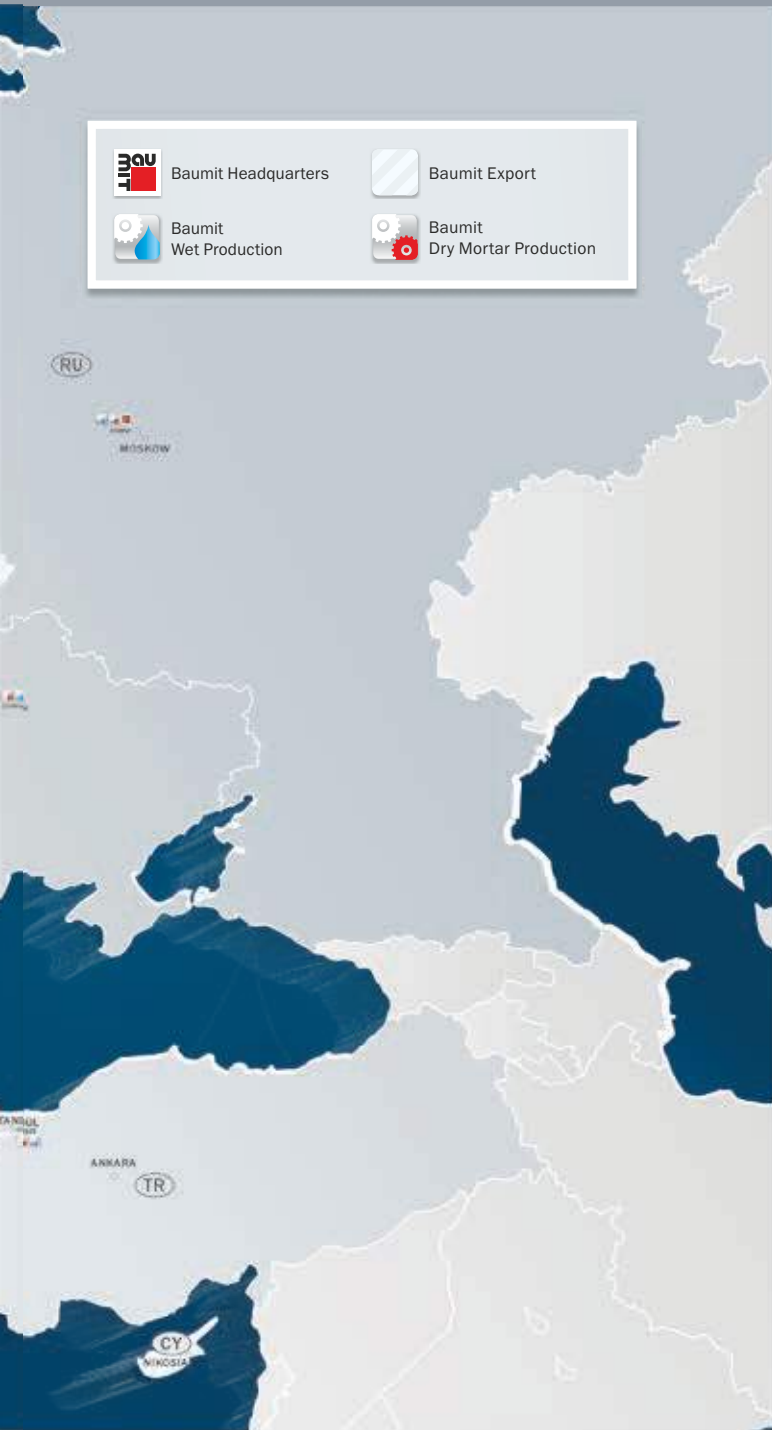 Baumit Headquarters
Baumit Export
Baumit
Wet Production
Baumit
Dry Mortar Production
RU
MOSKOW
ANKARA
TR
CY
NIKOSIA